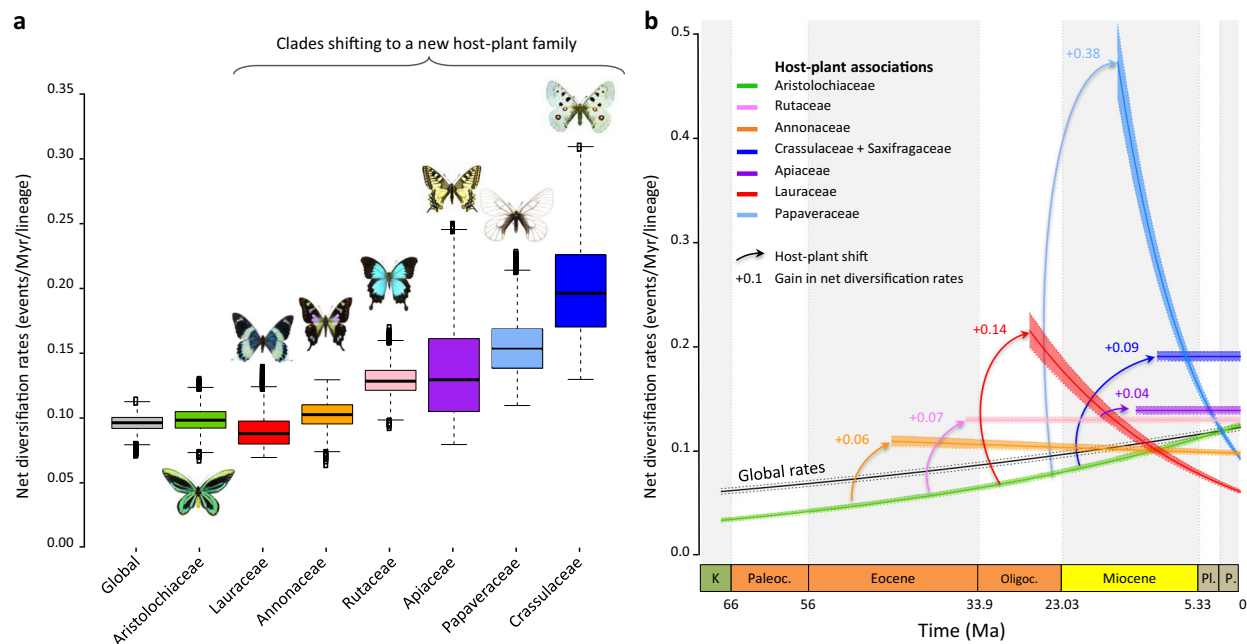 a
Clades shifting to a new host-plant family
Net diversifiation rates (events/Myr/lineage)
0.35
0.30
0.25
0.20
0.15
0.10
0.05
0.00
Global
Aristolochiaceae
Lauraceae
Annonaceae
Rutaceae
Apiaceae
Papaveraceae
Crassulaceae
b
Net diversifiation rates (events/Myr/lineage)
0.5
0.4
0.3
0.2
0.1
0.0
Host-plant associations
Aristolochiaceae
Rutaceae
Annonaceae
Crassulaceae + Saxifragaceae
Apiaceae
Lauraceae
Papaveraceae
Host-plant shift
+0.1 Gain in net diversification rates
+0.38
+0.14
+0.09
+0.04
+0.07
+0.06
Global rates
K Paleoc. Eocene Oligoc. Miocene Pl. P.
66 56 33.9 23.03 5.33 0
Time (Ma)